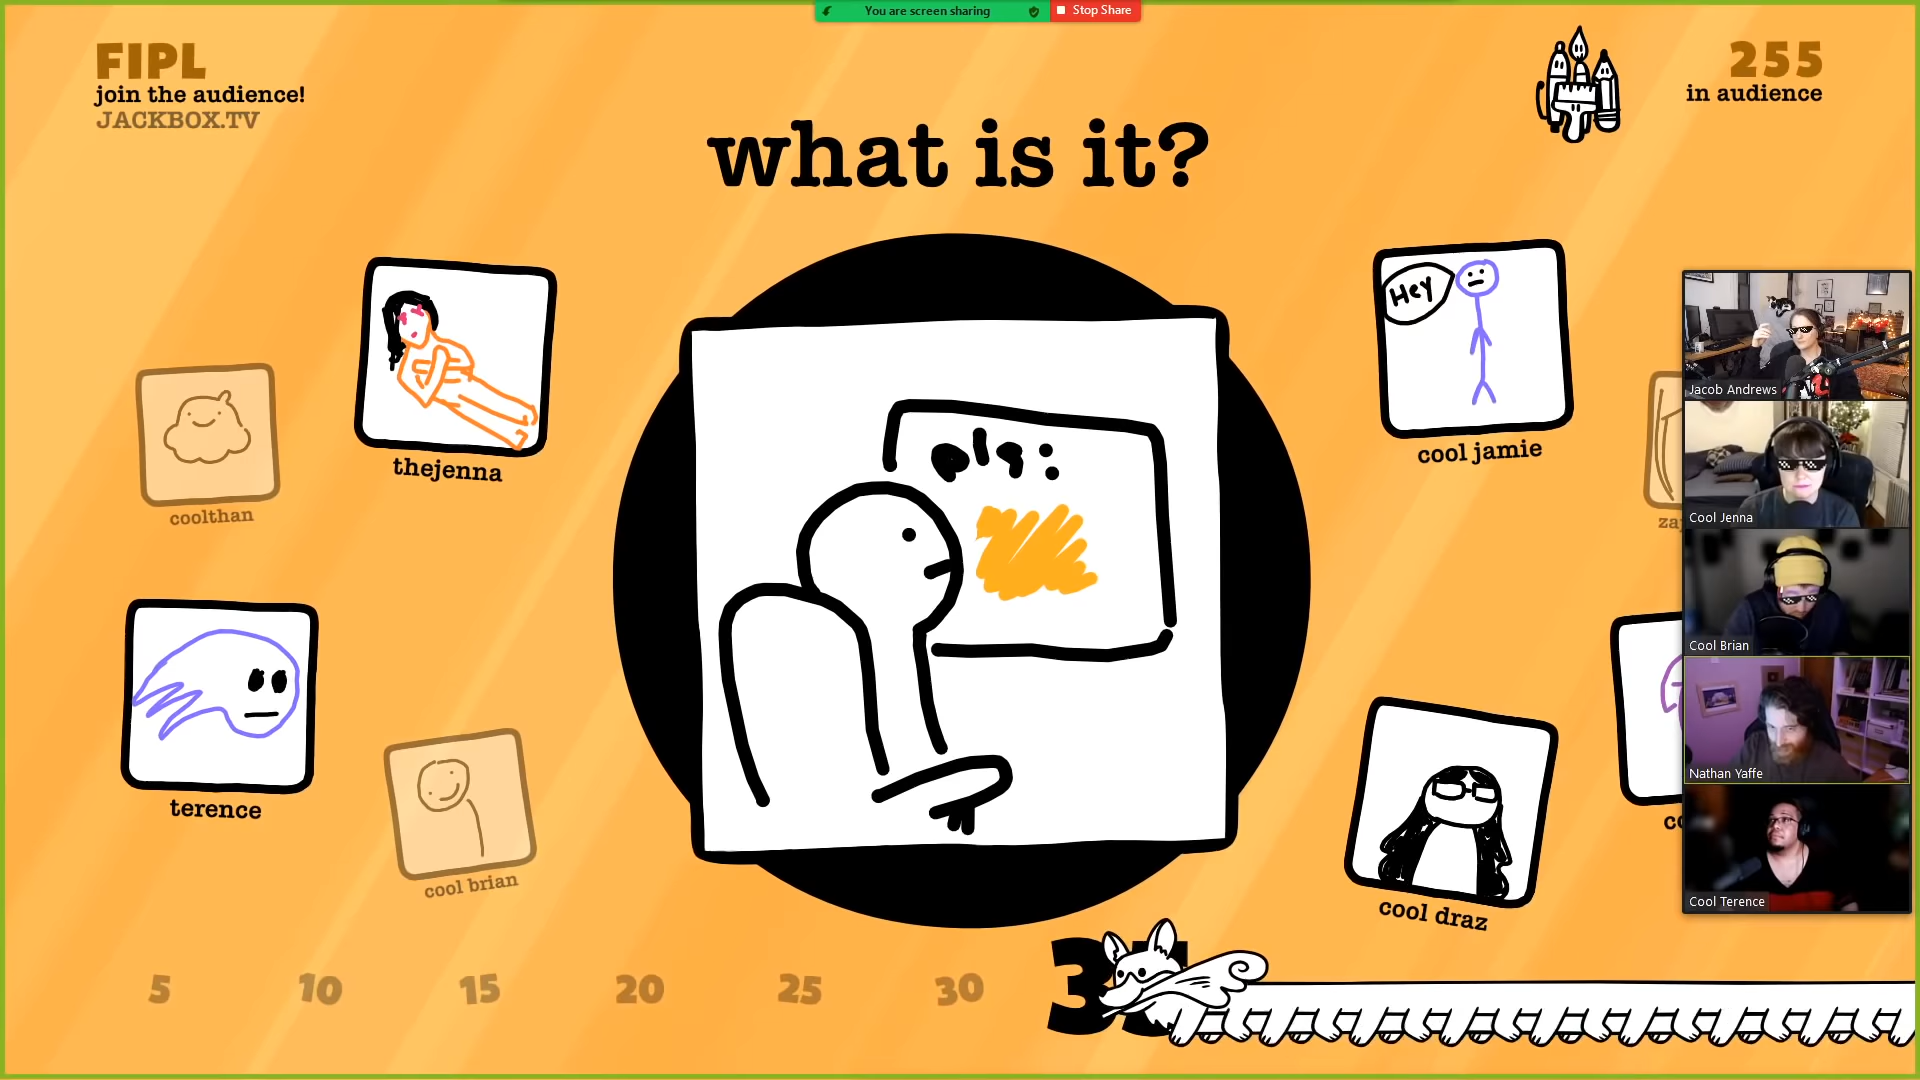 You are screen sharing
Stop Share
FIPL
join the audience!
JACKBOX.TV
255
in audience
what is it?
Hey
thejenna
cool jamie
coolthan
terence
cool brian
cool draz
Jacob Andrews
Cool Jenna
Cool Brian
Nathan Yaffe
Cool Terence
5 10 15 20 25 30